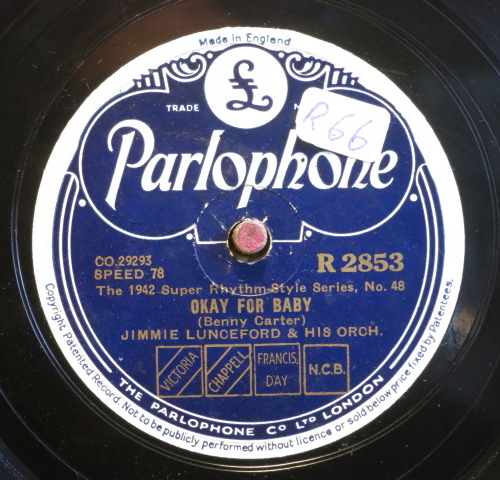 Made in England
£
TRADE M
R66
Parlophone
CO.29293
SPEED 78
R 2853
The 1942 Super Rhythm-Style Series, No. 48
OKAY FOR BABY
(Benny Carter)
JIMMIE LUNCEFORD & HIS ORCH.
VICTORIA
CHAPPELL
FRANCIS, DAY
N.C.B.
THE PARLOPHONE CO LTD LONDON
Copyright. Patented Record. Not to be publicly performed without licence or sold below price fixed by Patentees.